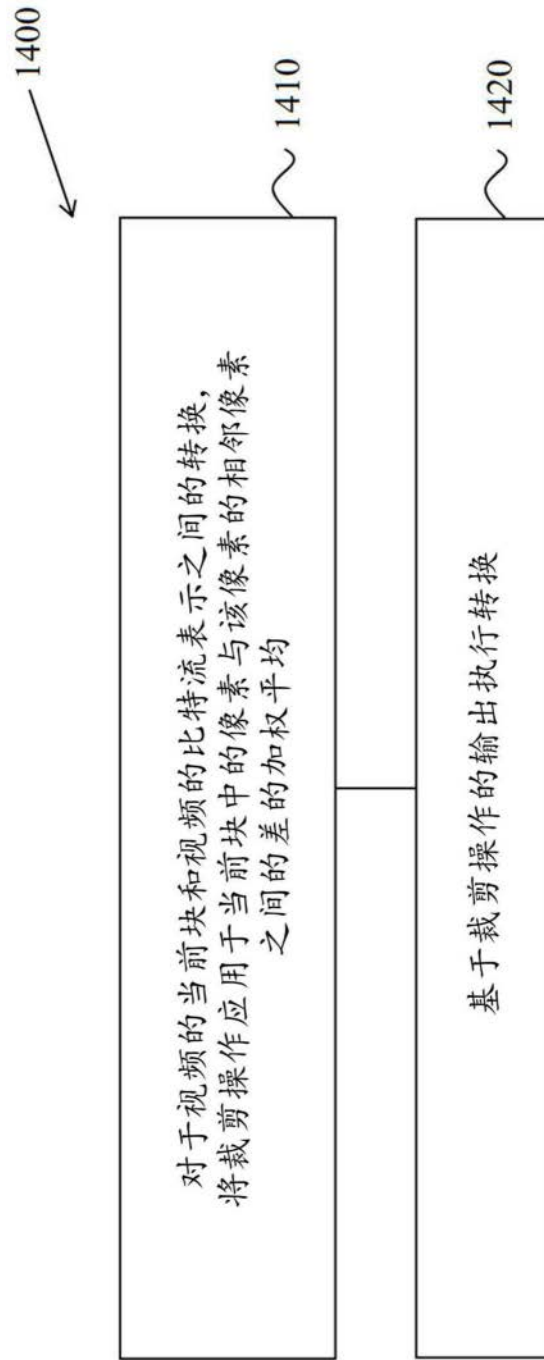 1400
对于视频的当前块和视频的比特流表示之间的转换，
将裁剪操作应用于当前块中的像素与该像素的相邻像素
之间的差的加权平均
1410
基于裁剪操作的输出执行转换
1420